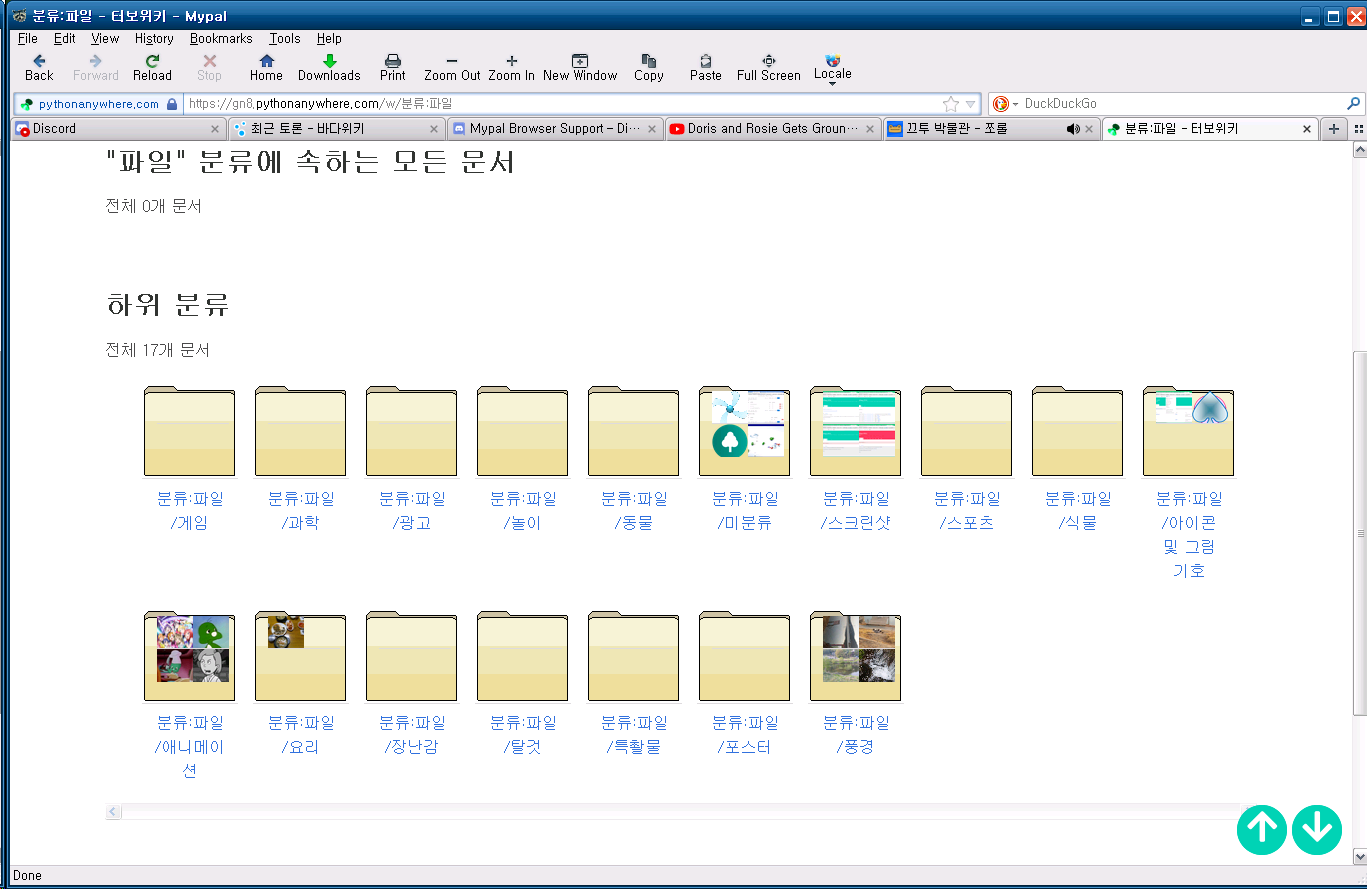 분류:파일 - 터보위키 - Mypal
File Edit View History Bookmarks Tools Help
Back Forward Reload Stop Home Downloads Print Zoom Out Zoom In New Window Copy Paste Full Screen Locale
pythonanywhere.com https://gn8.pythonanywhere.com/w/분류:파일 DuckDuckGo
Discord 최근 토론 - 바다위키 Mypal Browser Support - Di··· Doris and Rosie Gets Groun··· 끄투 박물관 - 쪼롤 분류:파일 - 터보위키
"파일" 분류에 속하는 모든 문서
전체 0개 문서
하위 분류
전체 17개 문서
분류:파일 분류:파일 분류:파일 분류:파일 분류:파일 분류:파일 분류:파일 분류:파일 분류:파일 분류:파일
/게임 /과학 /광고 /놀이 /동물 /미분류 /스크린샷 /스포츠 /식물 /아이콘
및 그림
기호
분류:파일 분류:파일 분류:파일 분류:파일 분류:파일 분류:파일 분류:파일
/애니메이 /요리 /장난감 /탈것 /특촬물 /포스터 /풍경
션
Done